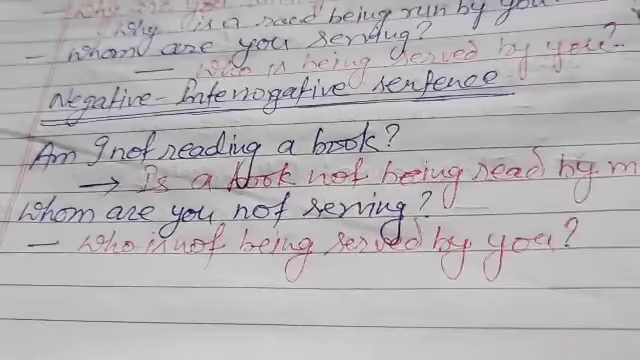 Why is a race being run by you
- Whom are you serving?
- Who is being served by you?
Negative-Interrogative sentence
Am I not reading a book?
→ Is a book not being read by m
Whom are you not serving?
- Who is not being served by you?